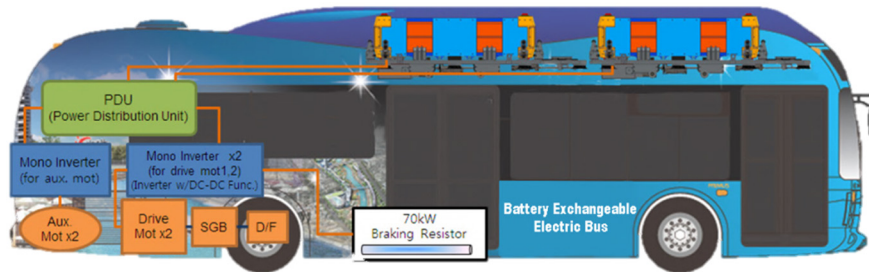 PDU
(Power Distribution Unit)
Mono Inverter
(for aux. mot)
Mono Inverter x2
(for drive mot1,2)
(Inverter w/DC-DC Func.)
Aux.
Mot x2
Drive
Mot x2
SGB
D/F
70kW
Braking Resistor
Battery Exchangeable
Electric Bus